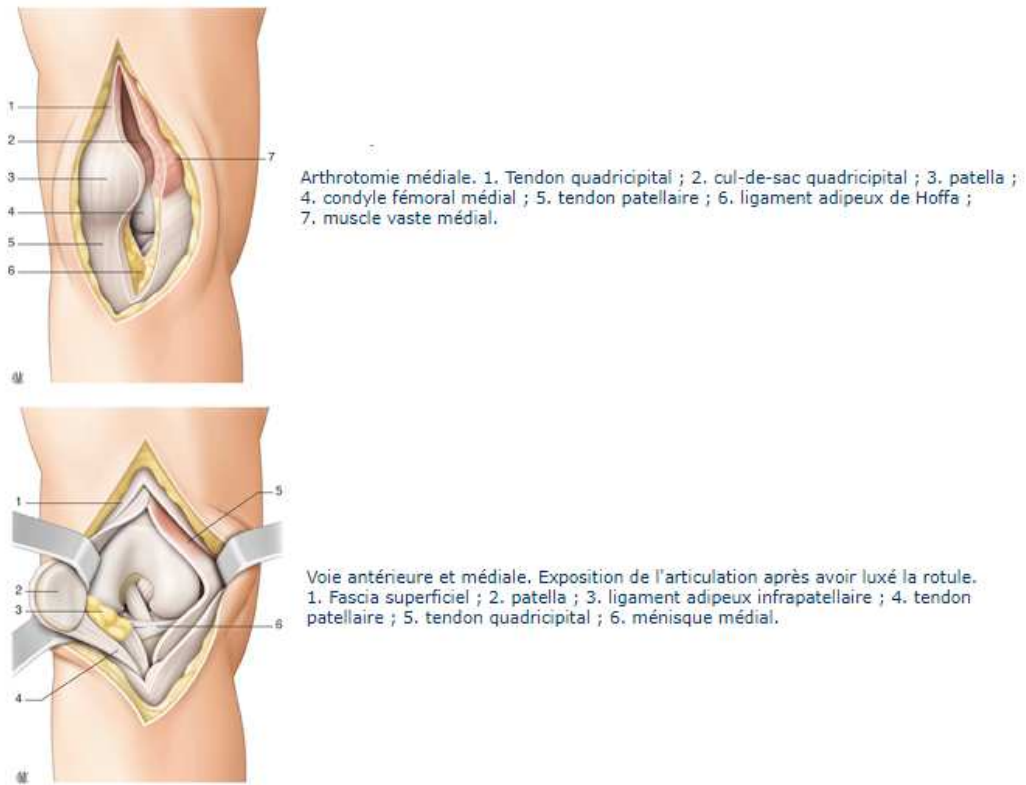 1
2
3
4
5
6
7
Arthrotomie médiale. 1. Tendon quadricipital ; 2. cul-de-sac quadricipital ; 3. patella ;
4. condyle fémoral médial ; 5. tendon patellaire ; 6. ligament adipeux de Hoffa ;
7. muscle vaste médial.
1
2
3
4
5
6
Voie antérieure et médiale. Exposition de l'articulation après avoir luxé la rotule.
1. Fascia superficiel ; 2. patella ; 3. ligament adipeux infrapatellaire ; 4. tendon
patellaire ; 5. tendon quadricipital ; 6. ménisque médial.